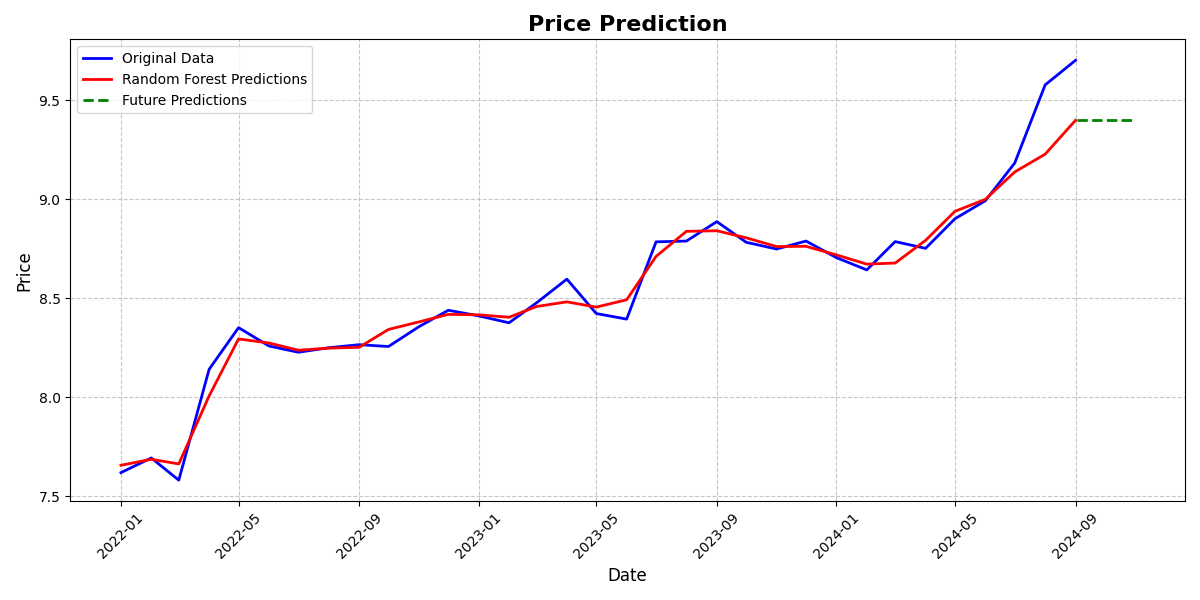 Price Prediction
Original Data
Random Forest Predictions
Future Predictions
Price
9.5
9.0
8.5
8.0
7.5
2022-01
2022-05
2022-09
2023-01
2023-05
2023-09
2024-01
2024-05
2024-09
Date